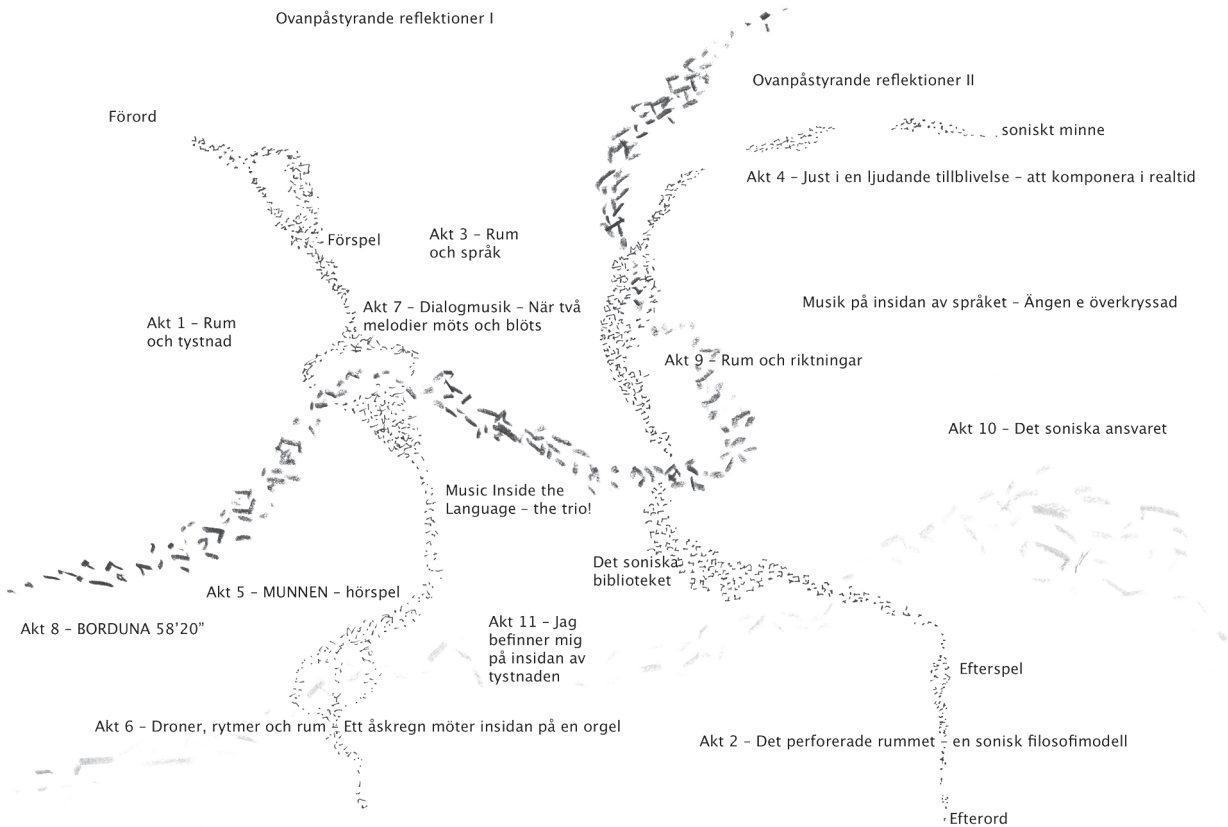 Ovanpåstyrande reflektioner I
Ovanpåstyrande reflektioner II
Förord
soniskt minne
Akt 4 – Just i en ljudande tillblivelse – att komponera i realtid
Förspel
Akt 3 – Rum
och språk
Akt 7 – Dialogmusik – När två
melodier möts och blöts
Musik på insidan av språket – Ängen e överkryssad
Akt 1 – Rum
och tystnad
Akt 9 – Rum och riktningar
Akt 10 – Det soniska ansvaret
Music Inside the
Language – the trio!
Det soniska
biblioteket
Akt 5 – MUNNEN – hörspel
Akt 8 – BORDUNA 58’20”
Akt 11 – Jag
befinner mig
på insidan av
tystnaden
Efterspel
Akt 6 – Droner, rytmer och rum – Ett åskregn möter insidan på en orgel
Akt 2 – Det perforerade rummet – en sonisk filosofimodell
Efterord